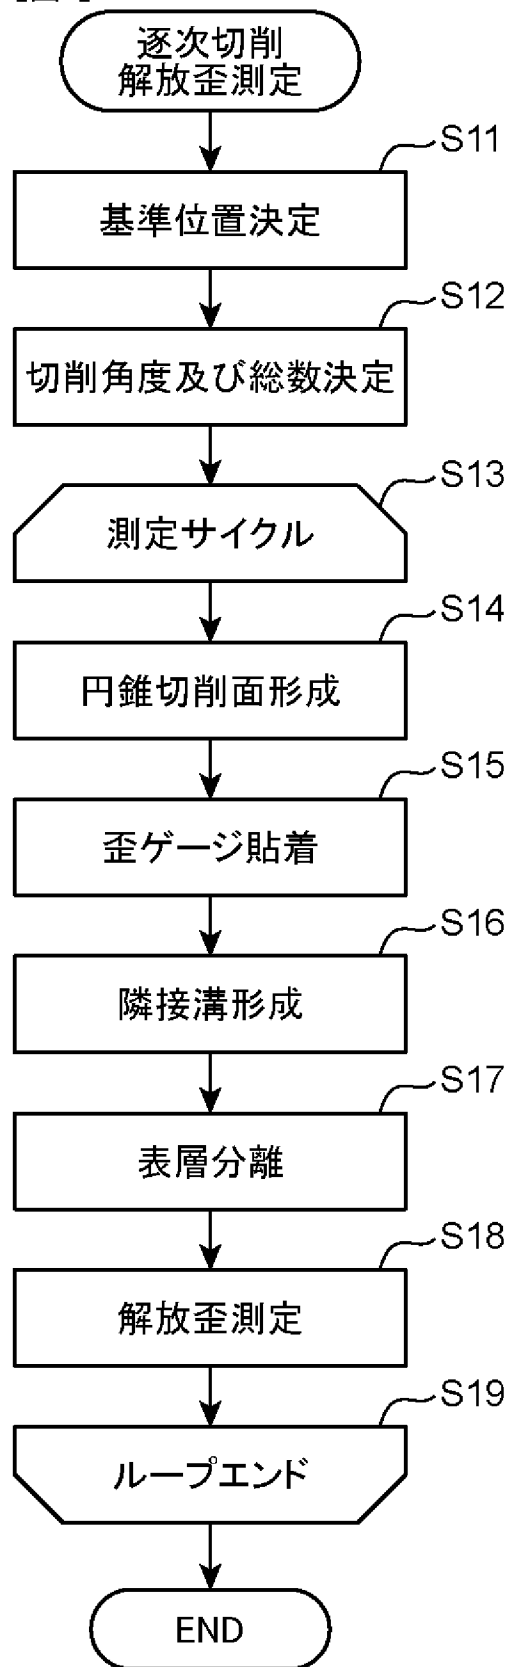 逐次切削
解放歪測定
S11
基準位置決定
S12
切削角度及び総数決定
S13
測定サイクル
S14
円錐切削面形成
S15
歪ゲージ貼着
S16
隣接溝形成
S17
表層分離
S18
解放歪測定
S19
ループエンド
END